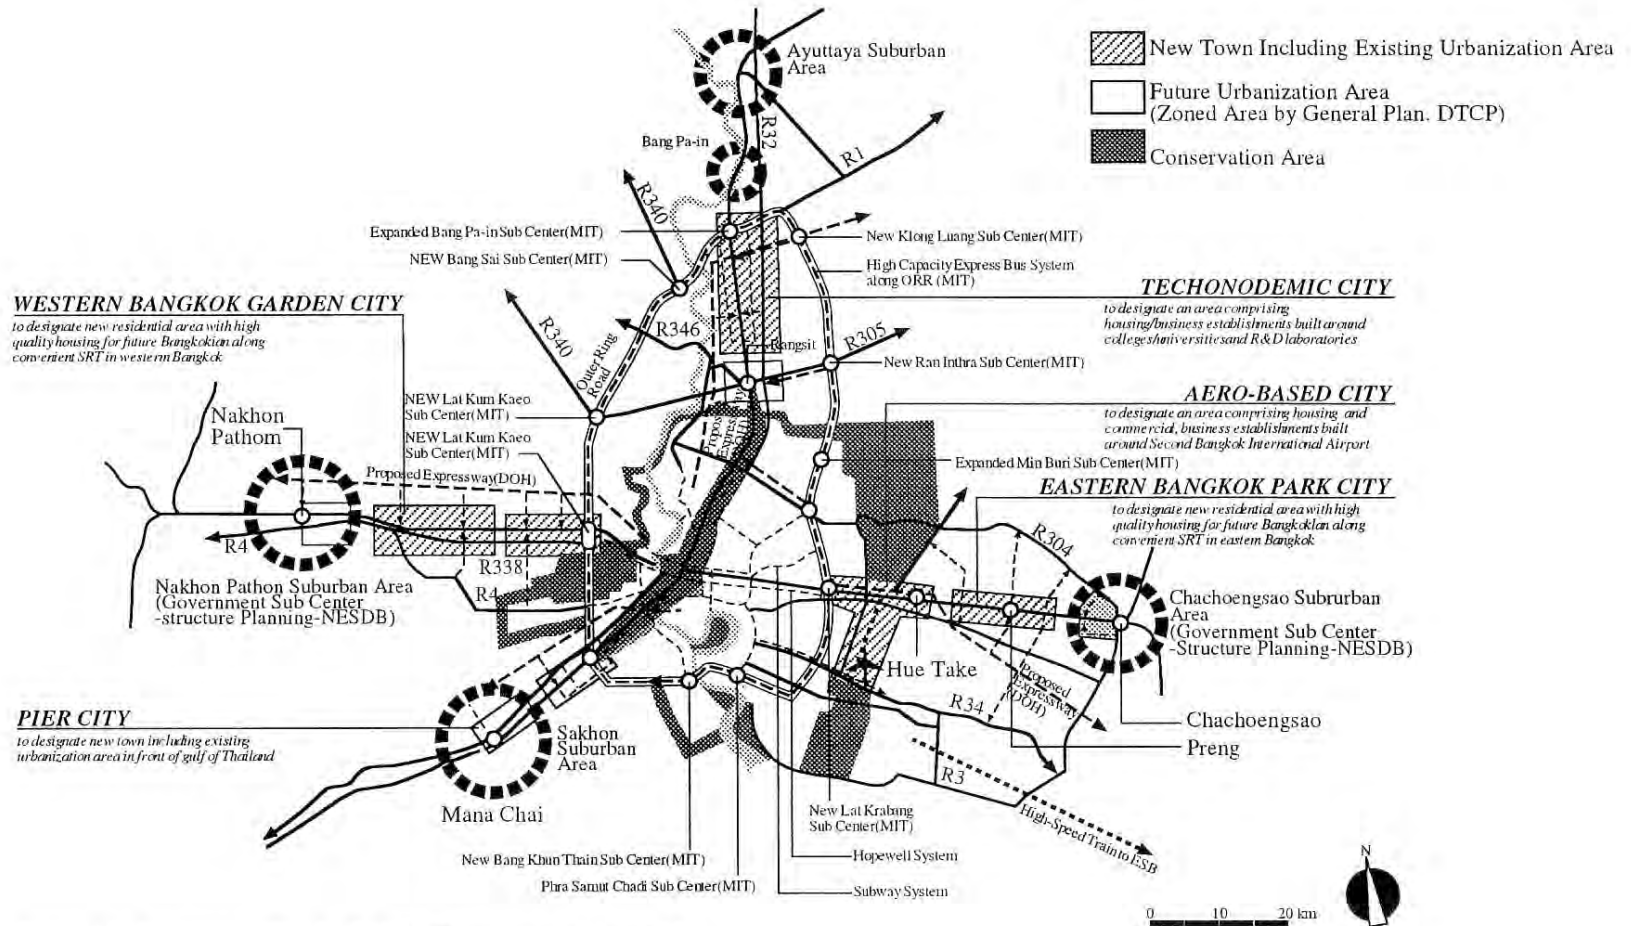 Ayuttaya Suburban
Area
New Town Including Existing Urbanization Area
Future Urbanization Area
(Zoned Area by General Plan. DTCP)
Conservation Area
Bang Pa-in
R32
R1
R340
Expanded Bang Pa-in Sub Center(MIT)
NEW Bang Sai Sub Center(MIT)
New Klong Luang Sub Center(MIT)
High Capacity Express Bus System
along ORR (MIT)
TECHONODEMIC CITY
to designate an area comprising
housing/business establishments built around
colleges/universities and R&D laboratories
WESTERN BANGKOK GARDEN CITY
to designate new residential area with high
quality housing for future Bangkokian along
convenient SRT in western Bangkok
R340
R346
R305
Rangsit
Outer Ring
Road
New Ran Inthra Sub Center(MIT)
AERO-BASED CITY
to designate an area comprising housing and
commercial, business establishments built
around Second Bangkok International Airport
NEW Lat Kum Kaeo
Sub Center(MIT)
NEW Lat Kum Kaeo
Sub Center(MIT)
Nakhon
Pathom
Proposed Expressway(DOH)
Expanded Min Buri Sub Center(MIT)
EASTERN BANGKOK PARK CITY
to designate new residential area with high
quality housing for future Bangkokian along
convenient SRT in eastern Bangkok
R304
R4
R338
R4
Nakhon Pathon Suburban Area
(Government Sub Center
-structure Planning-NESDB)
Chachoengsao Subrurban
Area
(Government Sub Center
-Structure Planning-NESDB)
Hue Take
Proposed
Expressway
(DOH)
R34
Chachoengsao
Preng
PIER CITY
to designate new town including existing
urbanization area in front of gulf of Thailand
Sakhon
Suburban
Area
Mana Chai
R3
High-Speed Train to ESB
New Lat Krabang
Sub Center(MIT)
Hopewell System
New Bang Khun Thain Sub Center(MIT)
Phra Samut Chadi Sub Center(MIT)
Subway System
N
0 10 20 km